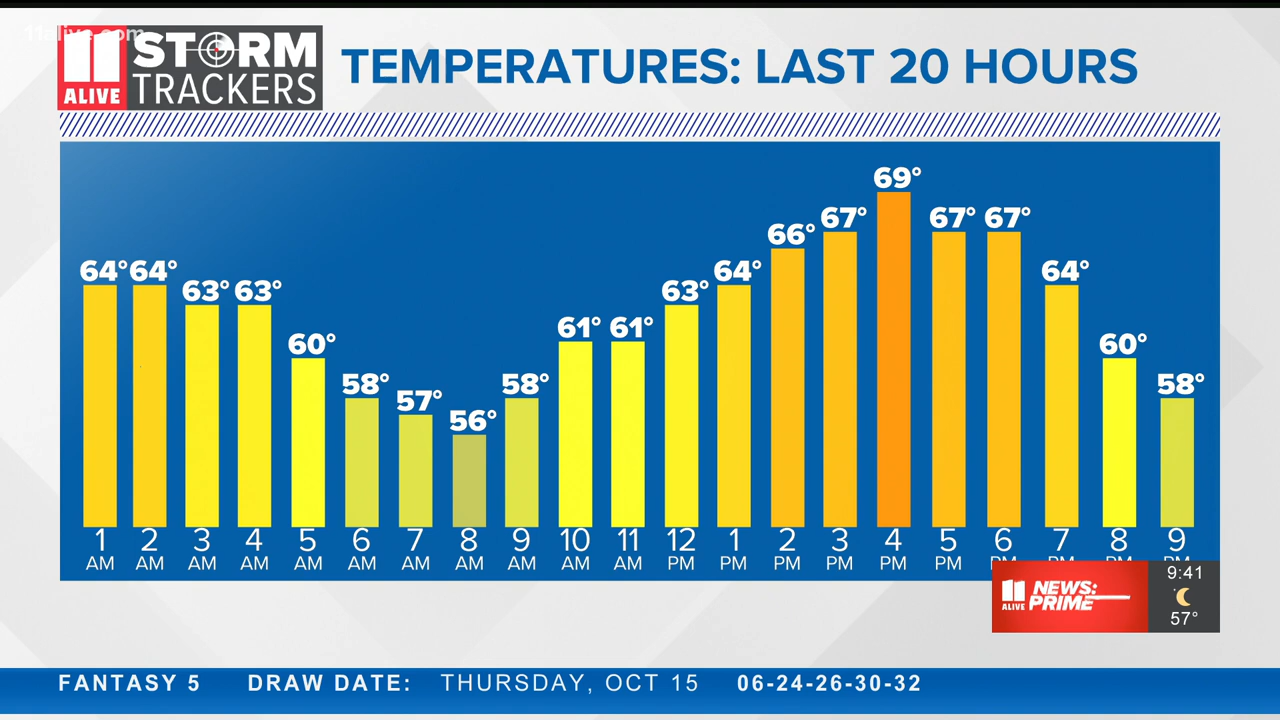 11alive.com
11 ALIVE
STORM
TRACKERS
TEMPERATURES: LAST 20 HOURS
64° 64° 63° 63° 60° 58° 57° 56° 58° 61° 61° 63° 64° 66° 67° 69° 67° 67° 64° 60° 58°
1 2 3 4 5 6 7 8 9 10 11 12 1 2 3 4 5 6 7 8 9
AM AM AM AM AM AM AM AM AM AM AM PM PM PM PM PM PM PM PM PM PM
11 ALIVE
NEWS:
PRIME
9:41
57°
FANTASY 5 DRAW DATE: THURSDAY, OCT 15 06-24-26-30-32